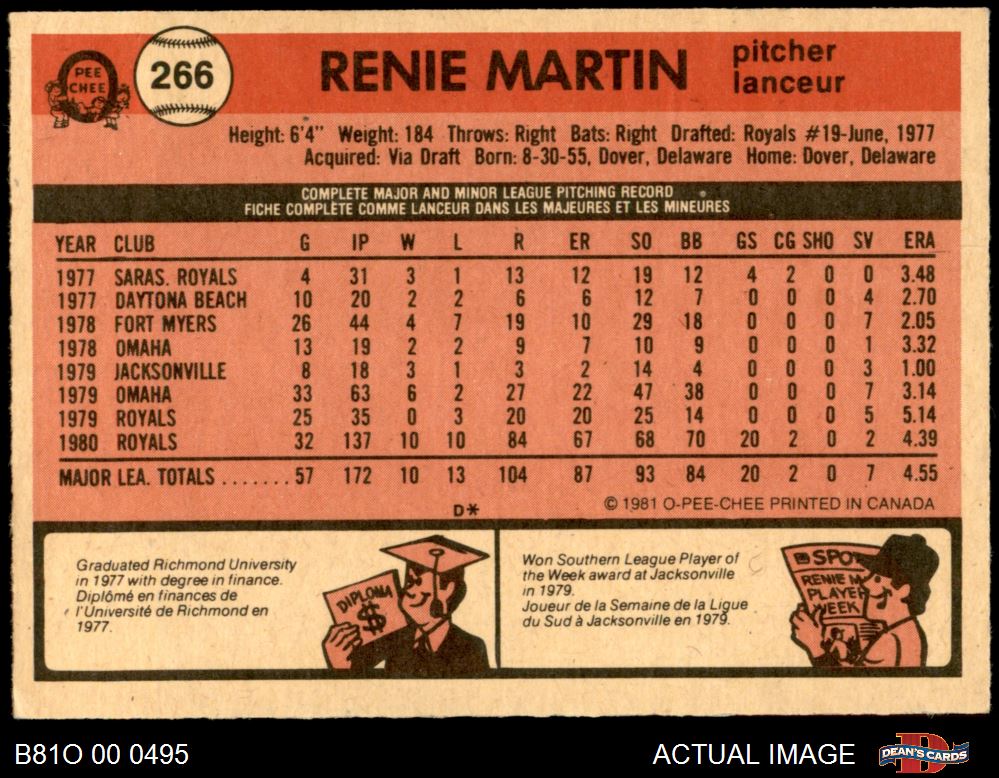 PEE
CHEE
266
RENIE MARTIN
pitcher
lanceur
Height: 6'4" Weight: 184 Throws: Right Bats: Right Drafted: Royals #19-June, 1977
Acquired: Via Draft Born: 8-30-55, Dover, Delaware Home: Dover, Delaware
COMPLETE MAJOR AND MINOR LEAGUE PITCHING RECORD
FICHE COMPLÈTE COMME LANCEUR DANS LES MAJEURES ET LES MINEURES
YEAR CLUB G IP W L R ER SO BB GS CG SHO SV ERA
1977 SARAS. ROYALS 4 31 3 1 13 12 19 12 4 2 0 0 3.48
1977 DAYTONA BEACH 10 20 2 2 6 6 12 7 0 0 0 4 2.70
1978 FORT MYERS 26 44 4 7 19 10 29 18 0 0 0 7 2.05
1978 OMAHA 13 19 2 2 9 7 10 9 0 0 0 1 3.32
1979 JACKSONVILLE 8 18 3 1 3 2 14 4 0 0 0 3 1.00
1979 OMAHA 33 63 6 2 27 22 47 38 0 0 0 7 3.14
1979 ROYALS 25 35 0 3 20 20 25 14 0 0 0 5 5.14
1980 ROYALS 32 137 10 10 84 67 68 70 20 2 0 2 4.39
MAJOR LEA. TOTALS ....... 57 172 10 13 104 87 93 84 20 2 0 7 4.55
D* © 1981 O-PEE-CHEE PRINTED IN CANADA
Graduated Richmond University
in 1977 with degree in finance.
Diplômé en finances de
l'Université de Richmond en
1977.
DIPLOMA
$
Won Southern League Player of
the Week award at Jacksonville
in 1979.
Joueur de la Semaine de la Ligue
du Sud à Jacksonville en 1979.
SPO
RENIE M
PLAYER
WEEK
B81O 00 0495
ACTUAL IMAGE
DEAN'S CARDS